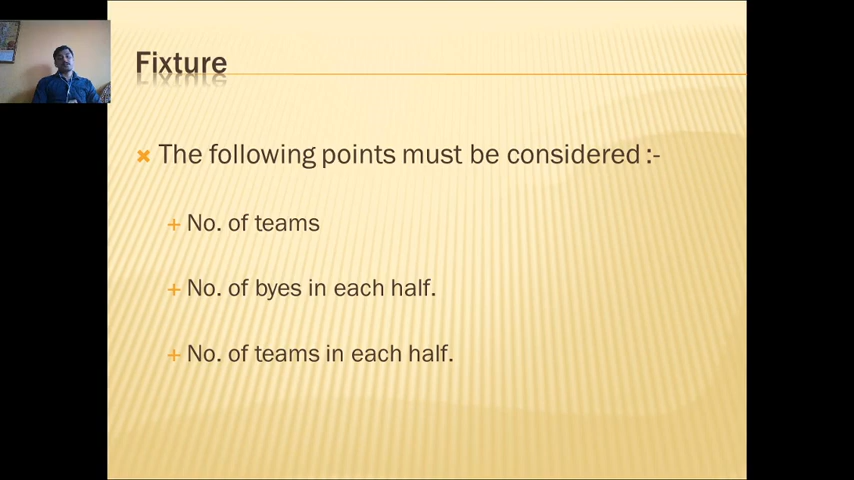 Fixture
The following points must be considered :-
No. of teams
No. of byes in each half.
No. of teams in each half.